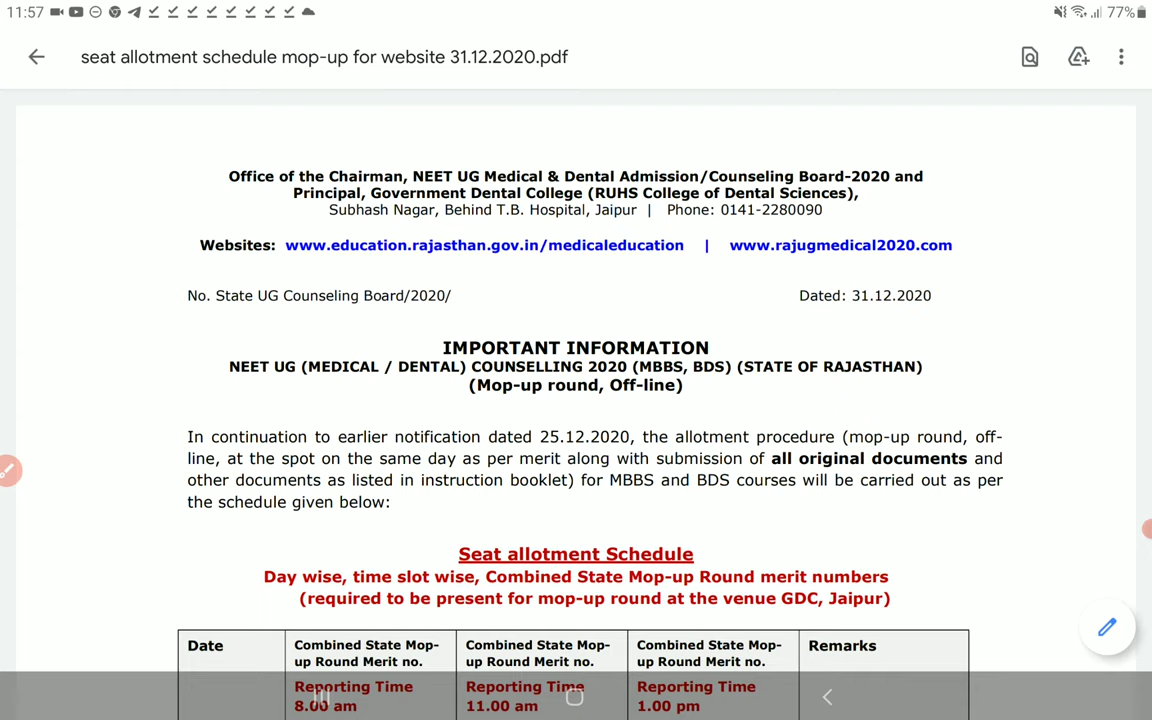 11:57
77%
seat allotment schedule mop-up for website 31.12.2020.pdf
Office of the Chairman, NEET UG Medical & Dental Admission/Counseling Board-2020 and
Principal, Government Dental College (RUHS College of Dental Sciences),
Subhash Nagar, Behind T.B. Hospital, Jaipur | Phone: 0141-2280090
Websites: www.education.rajasthan.gov.in/medicaleducation | www.rajugmedical2020.com
No. State UG Counseling Board/2020/ Dated: 31.12.2020
IMPORTANT INFORMATION
NEET UG (MEDICAL / DENTAL) COUNSELLING 2020 (MBBS, BDS) (STATE OF RAJASTHAN)
(Mop-up round, Off-line)
In continuation to earlier notification dated 25.12.2020, the allotment procedure (mop-up round, off-
line, at the spot on the same day as per merit along with submission of all original documents and
other documents as listed in instruction booklet) for MBBS and BDS courses will be carried out as per
the schedule given below:
Seat allotment Schedule
Day wise, time slot wise, Combined State Mop-up Round merit numbers
(required to be present for mop-up round at the venue GDC, Jaipur)
Date Combined State Mop- Combined State Mop- Combined State Mop- Remarks
up Round Merit no. up Round Merit no. up Round Merit no.
Reporting Time Reporting Time Reporting Time
8.00 am 11.00 am 1.00 pm